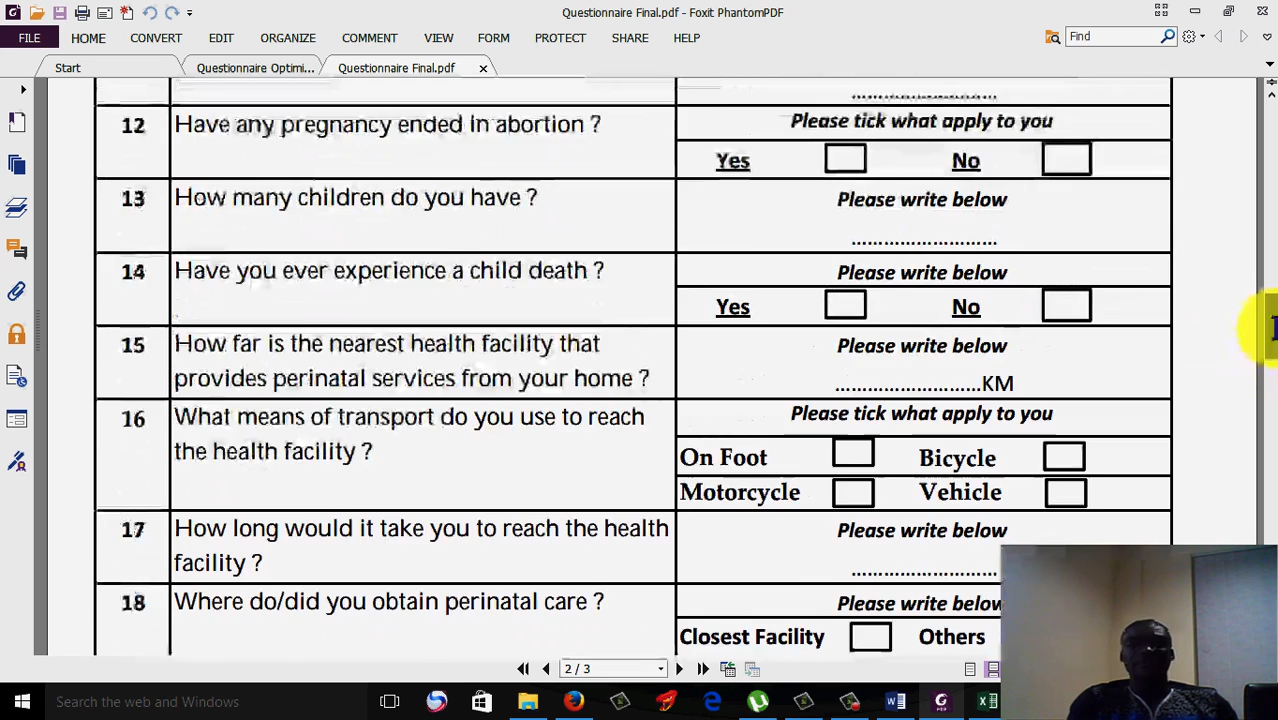 Questionnaire Final.pdf - Foxit PhantomPDF
FILE HOME CONVERT EDIT ORGANIZE COMMENT VIEW FORM PROTECT SHARE HELP
Find
Start Questionnaire Optimi... Questionnaire Final.pdf
12 Have any pregnancy ended in abortion ? Please tick what apply to you
Yes No
13 How many children do you have ? Please write below
............................
14 Have you ever experience a child death ? Please write below
Yes No
15 How far is the nearest health facility that Please write below
provides perinatal services from your home ? ............................KM
16 What means of transport do you use to reach Please tick what apply to you
the health facility ?
On Foot Bicycle
Motorcycle Vehicle
17 How long would it take you to reach the health Please write below
facility ?
............................
18 Where do/did you obtain perinatal care ? Please write below
Closest Facility Others
2 / 3
Search the web and Windows